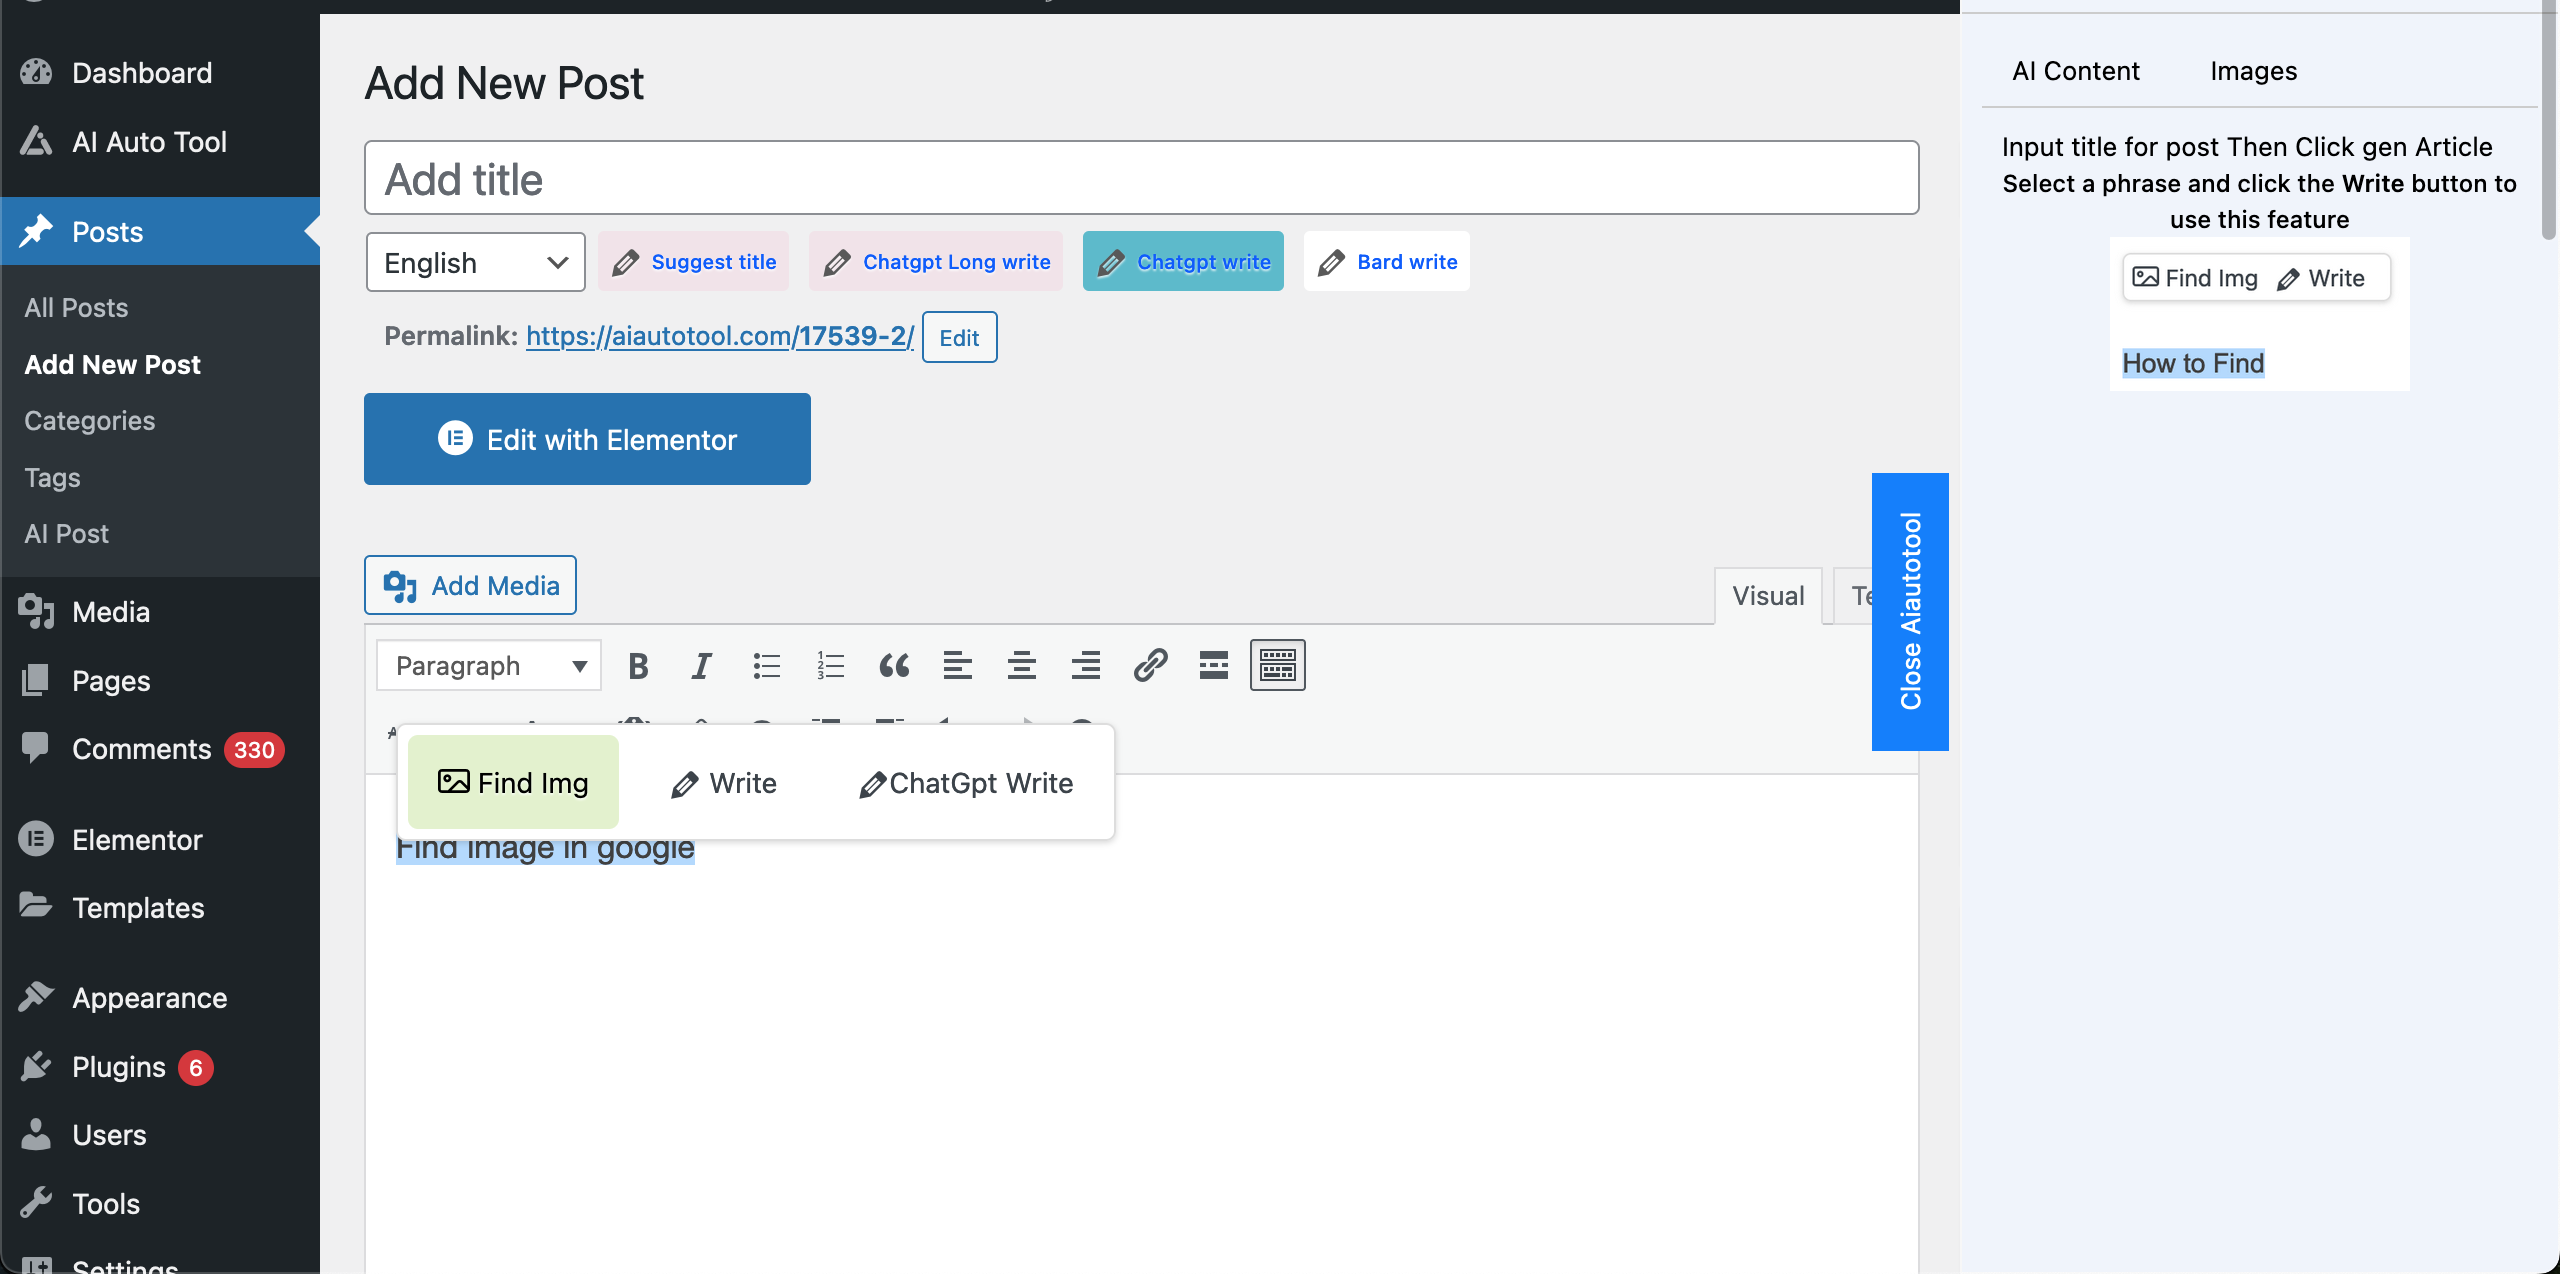 Dashboard
AI Auto Tool
Posts
All Posts
Add New Post
Categories
Tags
AI Post
Media
Pages
Comments 330
Elementor
Templates
Appearance
Plugins 6
Users
Tools
Settings
Add New Post
Add title
English
Suggest title
Chatgpt Long write
Chatgpt write
Bard write
Permalink: https://aiautotool.com/17539-2/ Edit
Edit with Elementor
Add Media
Visual
Paragraph
Find Img
Write
ChatGpt Write
Find image in google
Close Aiautotool
AI Content
Images
Input title for post Then Click gen Article
Select a phrase and click the Write button to
use this feature
Find Img
Write
How to Find